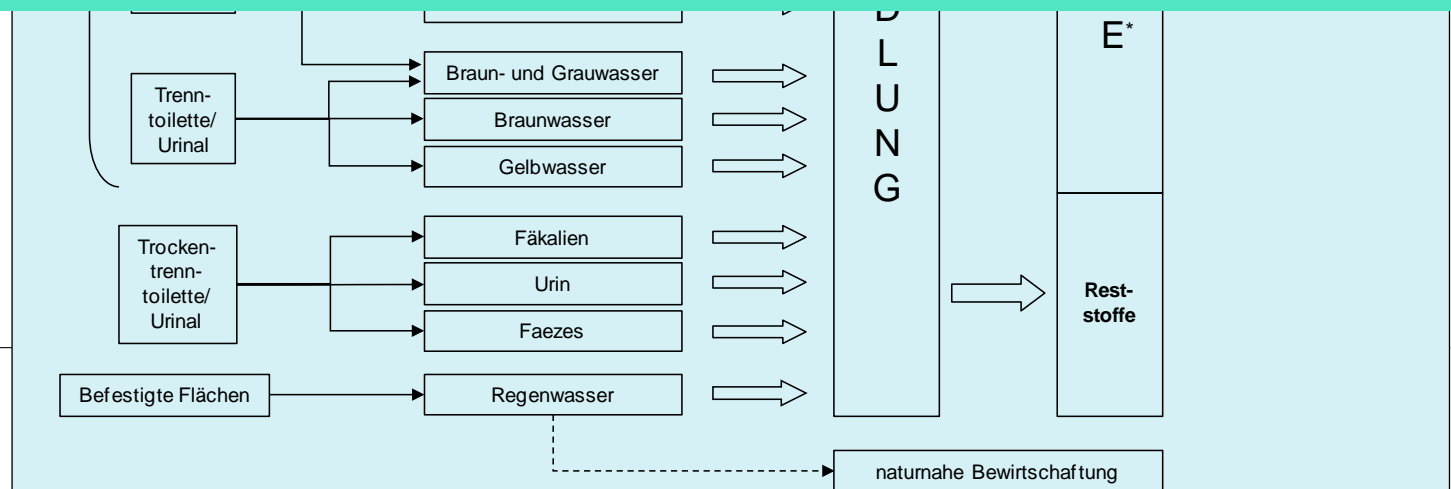 D
E*
L
U
N
G
Braun- und Grauwasser
Trenn-
toilette/
Urinal
Braunwasser
Gelbwasser
Trocken-
trenn-
toilette/
Urinal
Fäkalien
Urin
Faezes
Rest-
stoffe
Befestigte Flächen
Regenwasser
naturnahe Bewirtschaftung